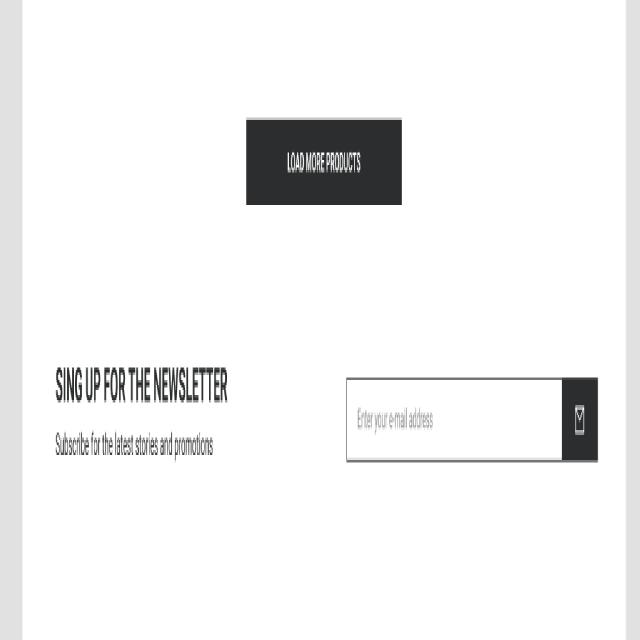 LOAD MORE PRODUCTS
SING UP FOR THE NEWSLETTER
Subscribe for the latest stories and promotions
Enter your e-mail address